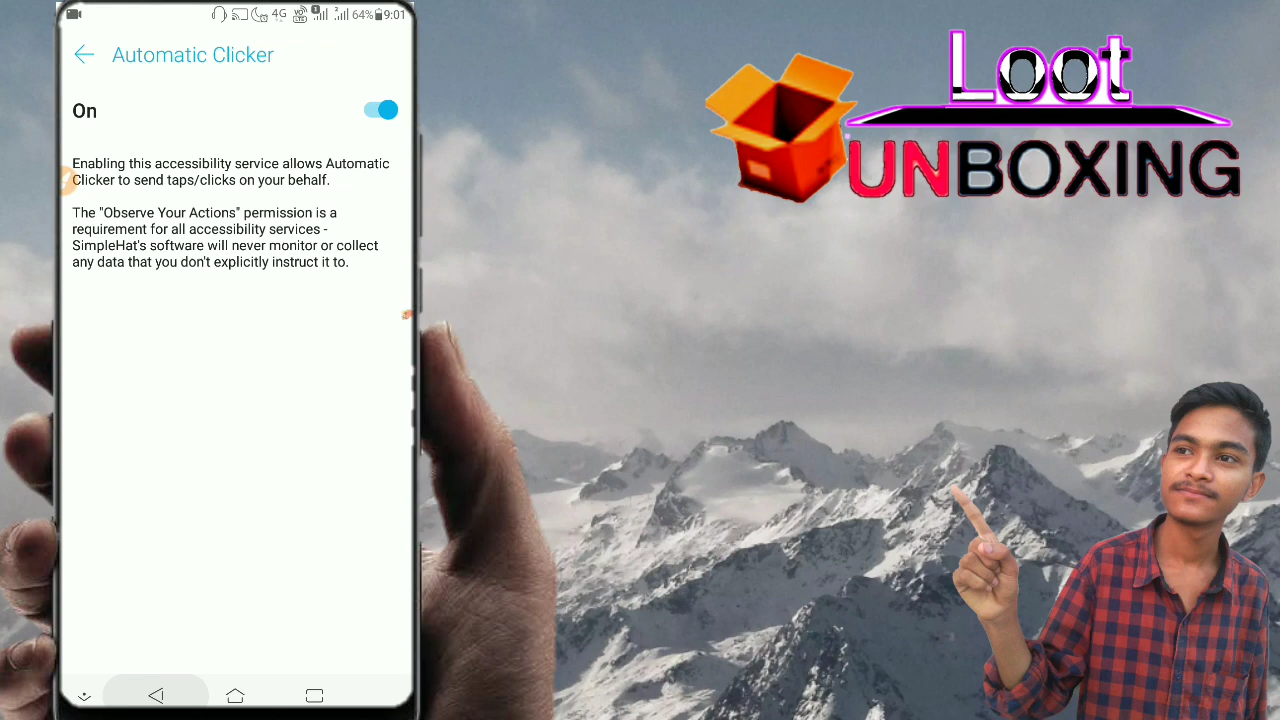 4G
VO
LTE
64%
9:01
Automatic Clicker
On
Enabling this accessibility service allows Automatic
Clicker to send taps/clicks on your behalf.
The "Observe Your Actions" permission is a
requirement for all accessibility services -
SimpleHat's software will never monitor or collect
any data that you don't explicitly instruct it to.
Loot
UNBOXING